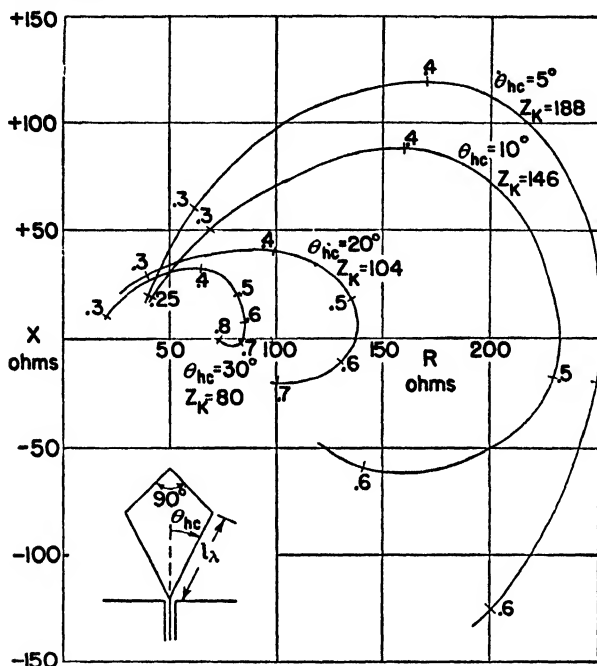 +150
+100
+50
X
ohms
-50
-100
-150
50
100
150
R
ohms
200
.4
θhc=5°
ZK=188
.4
θhc=10°
ZK=146
.3
.3
.3
.3
.25
.4
θhc=20°
ZK=104
.4
.5
.5
.6
.8
.7
.6
.7
θhc=30°
ZK=80
.5
.6
.6
90°
θhc
lλ